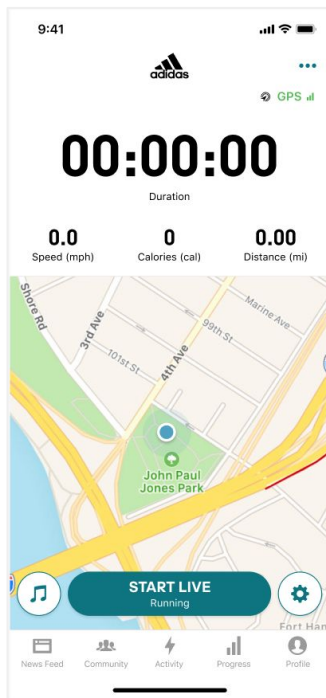 9:41
adidas
GPS
00:00:00
Duration
0.0 0 0.00
Speed (mph) Calories (cal) Distance (mi)
Shore Rd
3rd Ave
4th Ave
Marine Ave
99th St
101st St
John Paul
Jones Park
START LIVE
Running
Fort Ham
News Feed Community Activity Progress Profile